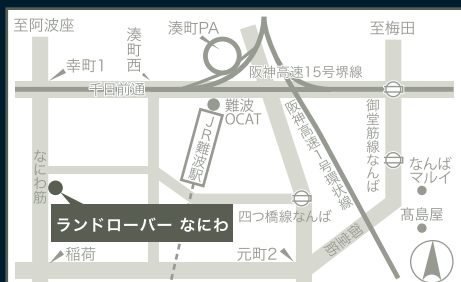 至阿波座
湊町西
湊町PA
至梅田
幸町1
阪神高速15号堺線
千日前通
難波
OCAT
JR難波駅
阪神高速1号環状線
御堂筋線なんば
なにわ筋
なんば
マルイ
ランドローバー なにわ
四つ橋線なんば
髙島屋
御堂筋
稲荷
元町2